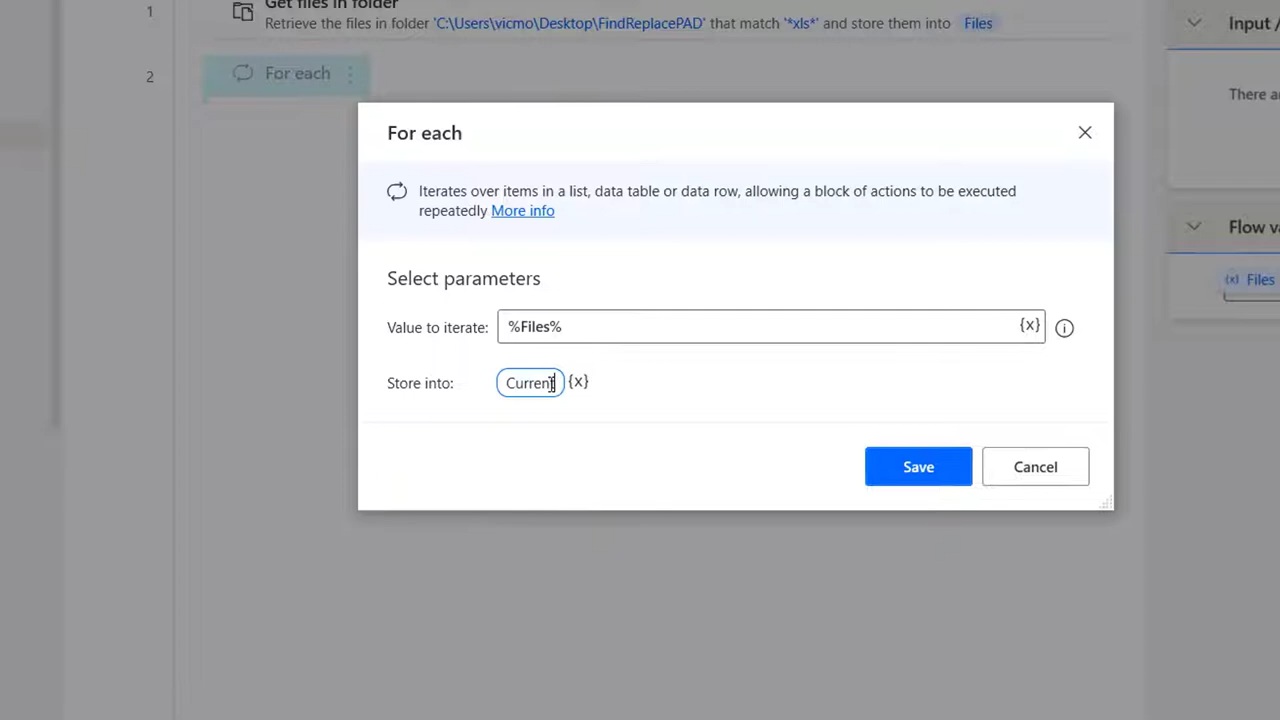 1
Get files in folder
Retrieve the files in folder 'C:\Users\vicmo\Desktop\FindReplacePAD' that match '*xls*' and store them into Files
2
For each
For each
Iterates over items in a list, data table or data row, allowing a block of actions to be executed
repeatedly More info
Select parameters
Value to iterate: %Files% {x}
Store into: Current {x}
Save Cancel
Input /
There a
Flow va
{x} Files